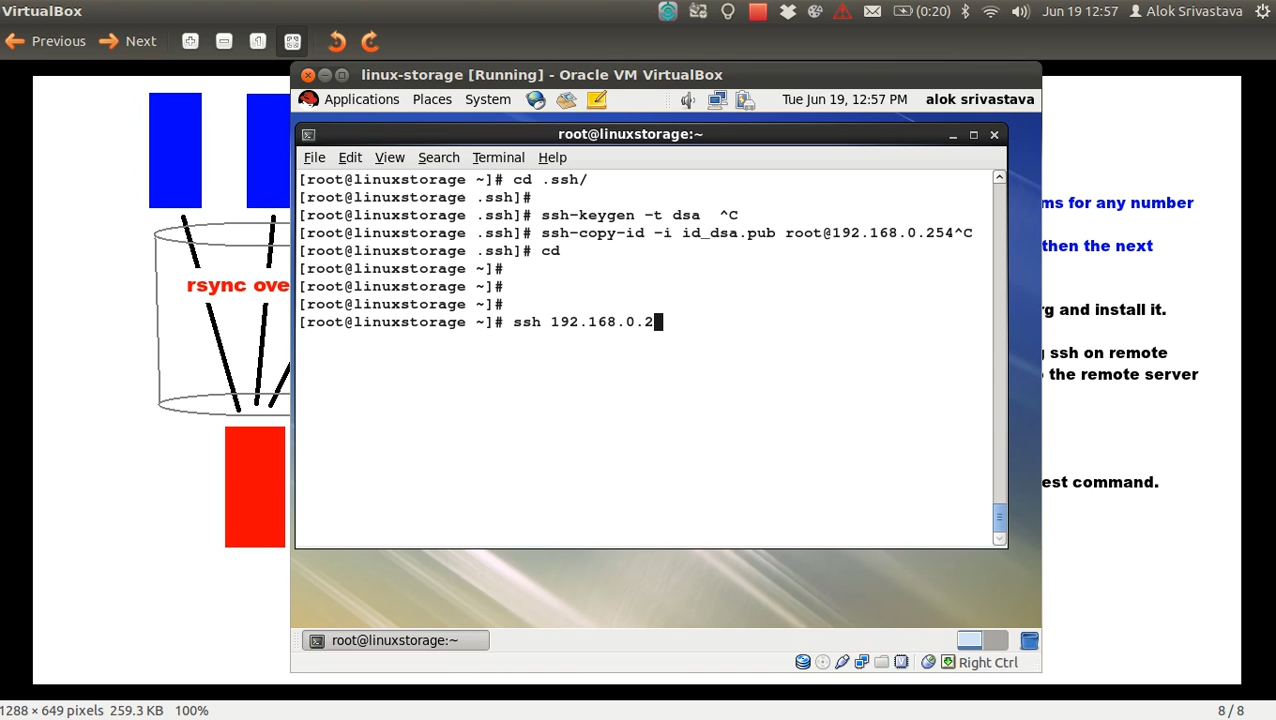 VirtualBox
(0:20)
Jun 19 12:57
Alok Srivastava
Previous
Next
linux-storage [Running] - Oracle VM VirtualBox
Applications Places System
Tue Jun 19, 12:57 PM
alok srivastava
root@linuxstorage:~
File Edit View Search Terminal Help
[root@linuxstorage ~]# cd .ssh/
[root@linuxstorage .ssh]#
[root@linuxstorage .ssh]# ssh-keygen -t dsa  ^C
[root@linuxstorage .ssh]# ssh-copy-id -i id_dsa.pub root@192.168.0.254^C
[root@linuxstorage .ssh]# cd
[root@linuxstorage ~]#
[root@linuxstorage ~]#
[root@linuxstorage ~]#
[root@linuxstorage ~]# ssh 192.168.0.2
rsync ove
ms for any number
then the next
rg and install it.
g ssh on remote
o the remote server
est command.
root@linuxstorage:~
Right Ctrl
1288 × 649 pixels 259.3 KB 100%
8 / 8